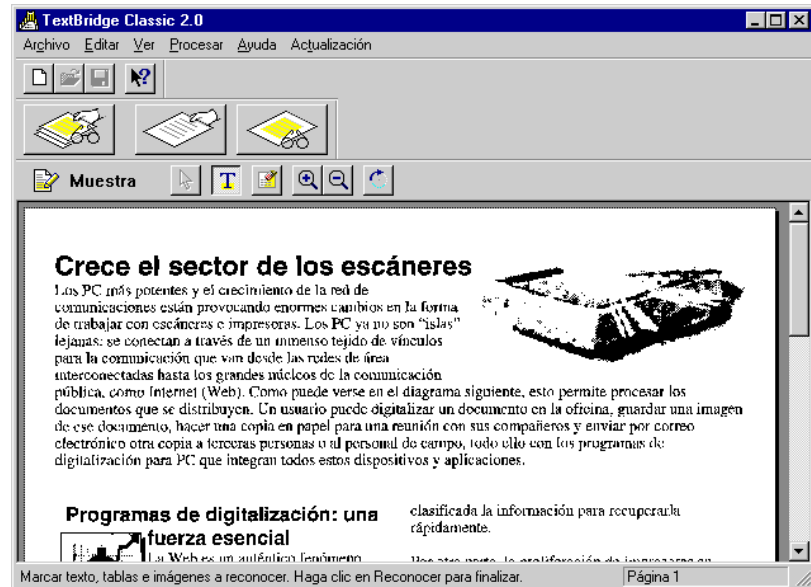 TextBridge Classic 2.0
Archivo Editar Ver Procesar Ayuda Actualización
Muestra T
Crece el sector de los escáneres
Los PC más potentes y el crecimiento de la red de
comunicaciones están provocando enormes cambios en la forma
de trabajar con escáneres e impresoras. Los PC ya no son "islas"
lejanas: se conectan a través de un inmenso tejido de vínculos
para la comunicación que van desde las redes de área
interconectadas hasta los grandes núcleos de la comunicación
pública, como Internet (Web). Como puede verse en el diagrama siguiente, esto permite procesar los
documentos que se distribuyen. Un usuario puede digitalizar un documento en la oficina, guardar una imagen
de ese documento, hacer una copia en papel para una reunión con sus compañeros y enviar por correo
electrónico otra copia a terceras personas o al personal de campo, todo ello con los programas de
digitalización para PC que integran todos estos dispositivos y aplicaciones.
Programas de digitalización: una
fuerza esencial
La Web es un auténtico fenómeno
clasificada la información para recuperarla
rápidamente.
Por otra parte, la proliferación de impresoras en
Marcar texto, tablas e imágenes a reconocer. Haga clic en Reconocer para finalizar.
Página 1